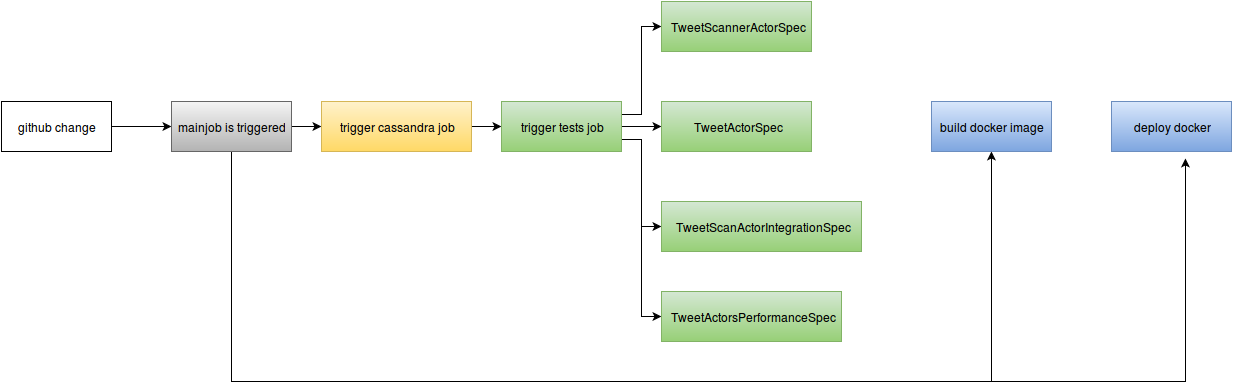 TweetScannerActorSpec
github change
mainjob is triggered
trigger cassandra job
trigger tests job
TweetActorSpec
build docker image
deploy docker
TweetScanActorIntegrationSpec
TweetActorsPerformanceSpec